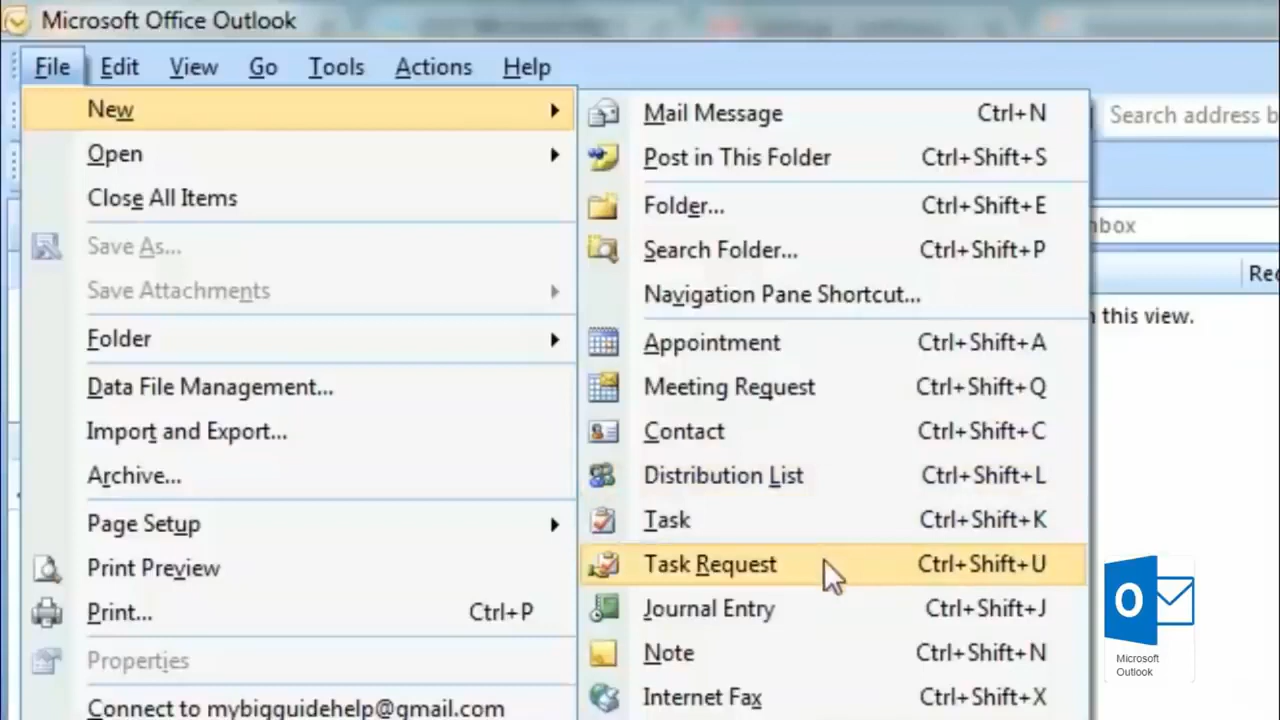 Microsoft Office Outlook
File Edit View Go Tools Actions Help
New
Open
Close All Items
Save As...
Save Attachments
Folder
Data File Management...
Import and Export...
Archive...
Page Setup
Print Preview
Print... Ctrl+P
Properties
Connect to mybigguidehelp@gmail.com
Mail Message Ctrl+N
Post in This Folder Ctrl+Shift+S
Folder... Ctrl+Shift+E
Search Folder... Ctrl+Shift+P
Navigation Pane Shortcut...
Appointment Ctrl+Shift+A
Meeting Request Ctrl+Shift+Q
Contact Ctrl+Shift+C
Distribution List Ctrl+Shift+L
Task Ctrl+Shift+K
Task Request Ctrl+Shift+U
Journal Entry Ctrl+Shift+J
Note Ctrl+Shift+N
Internet Fax Ctrl+Shift+X
Search address b
nbox
Rec
n this view.
O
Microsoft
Outlook